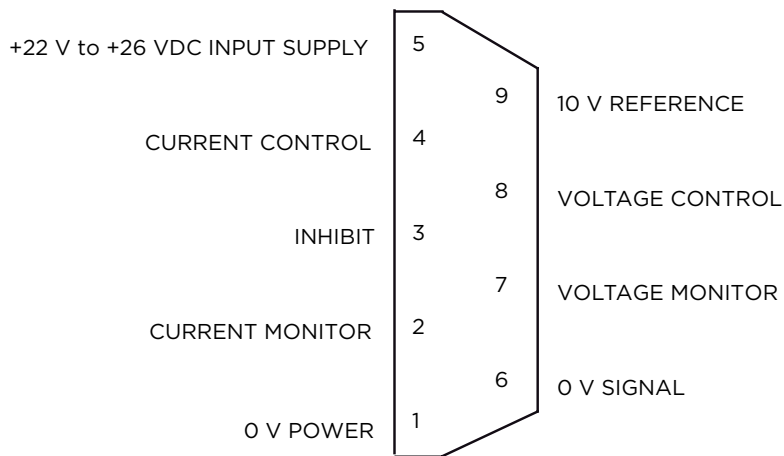 +22 V to +26 VDC INPUT SUPPLY 5
9 10 V REFERENCE
CURRENT CONTROL 4
8 VOLTAGE CONTROL
INHIBIT 3
7 VOLTAGE MONITOR
CURRENT MONITOR 2
6 0 V SIGNAL
0 V POWER 1